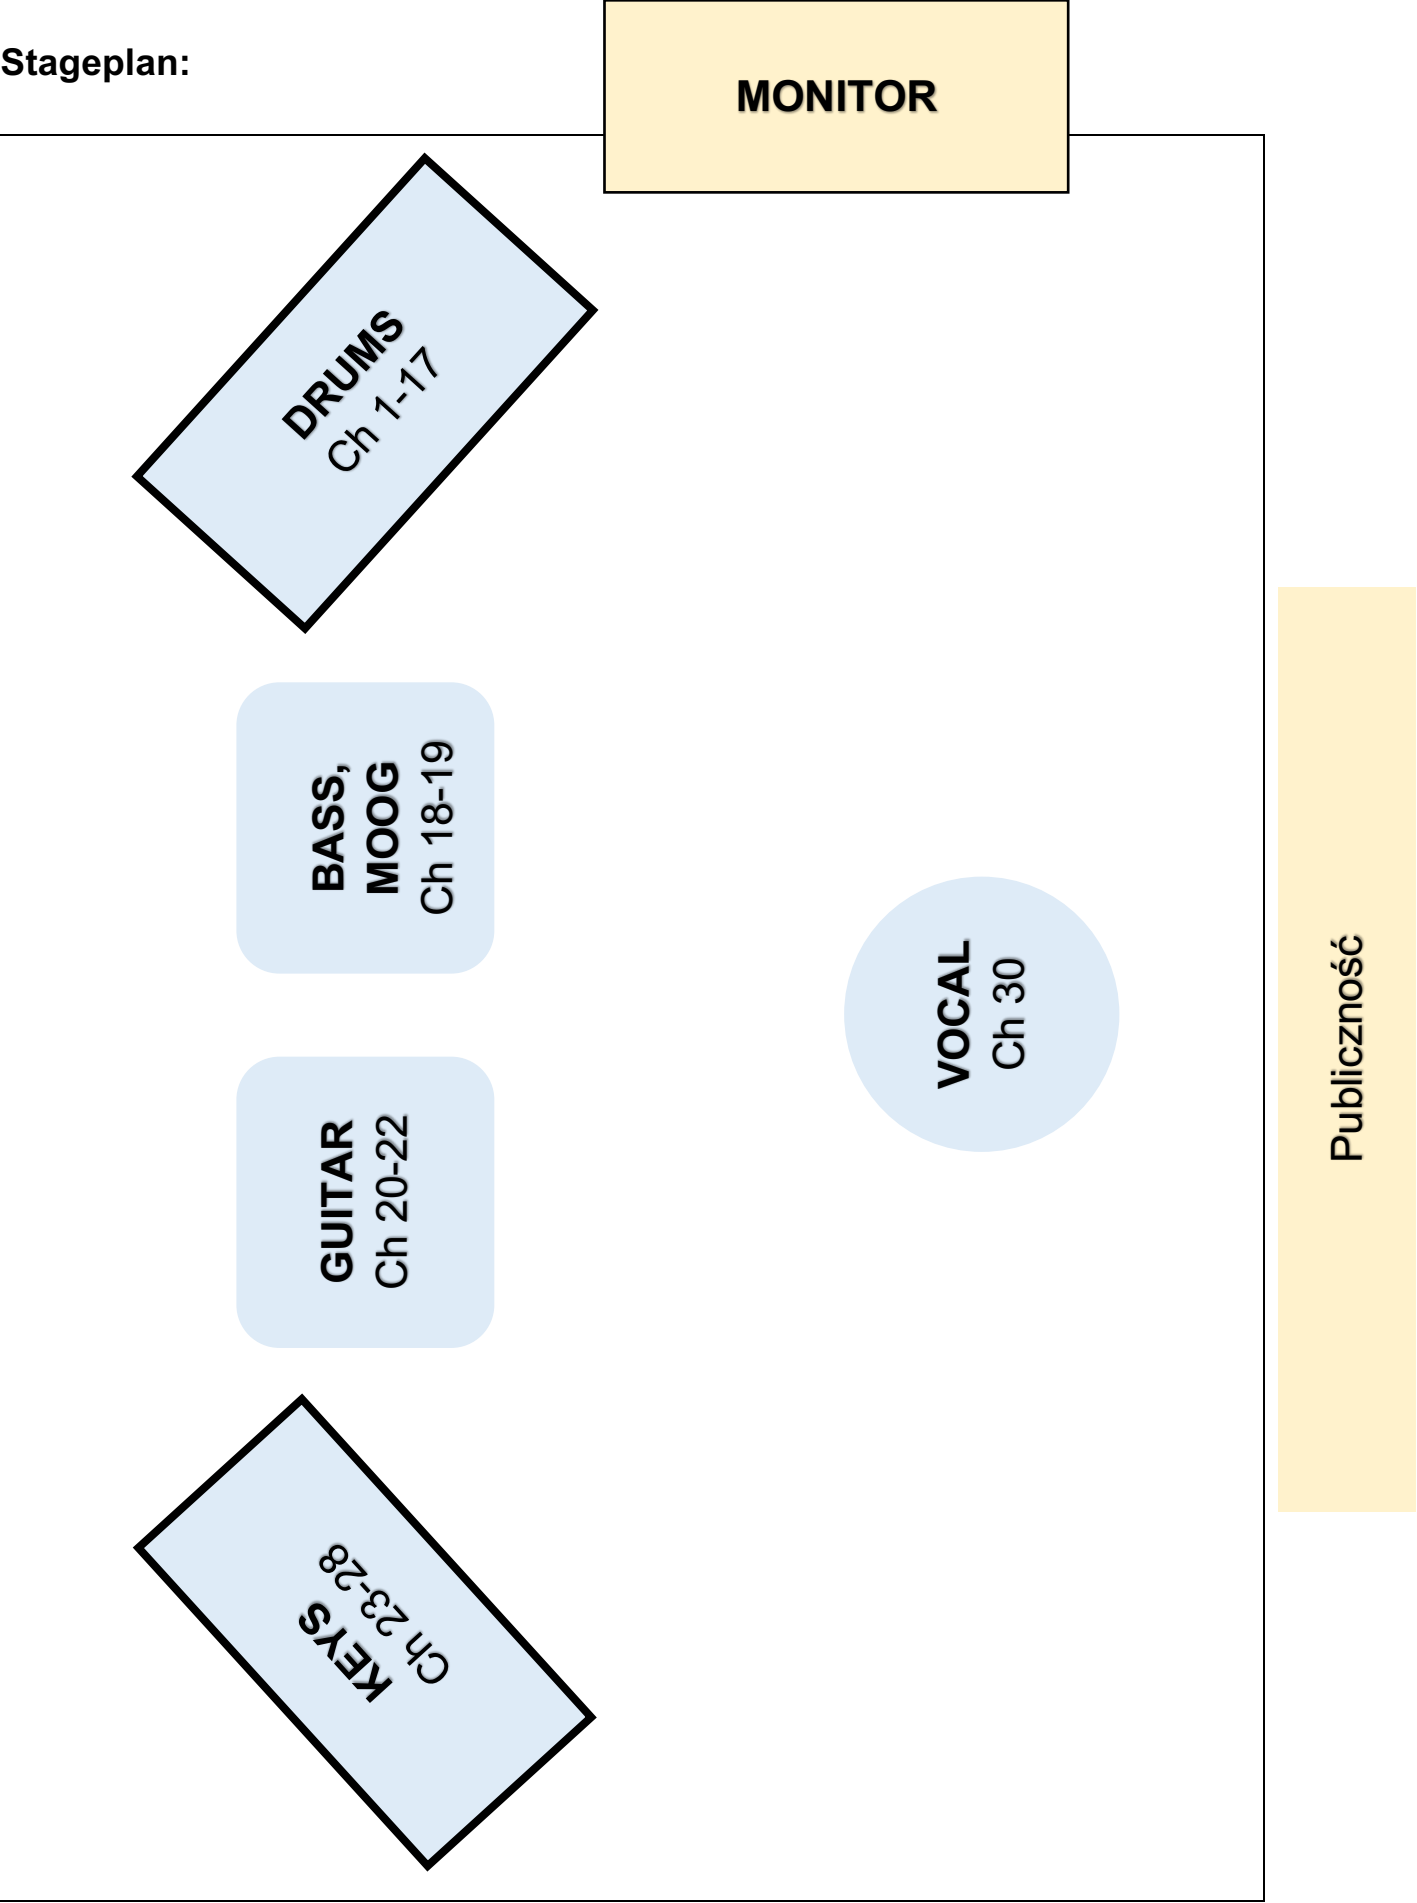 Stageplan:
MONITOR
DRUMS
Ch 1-17
BASS,
MOOG
Ch 18-19
VOCAL
Ch 30
Publiczność
GUITAR
Ch 20-22
KEYS
Ch 23-28